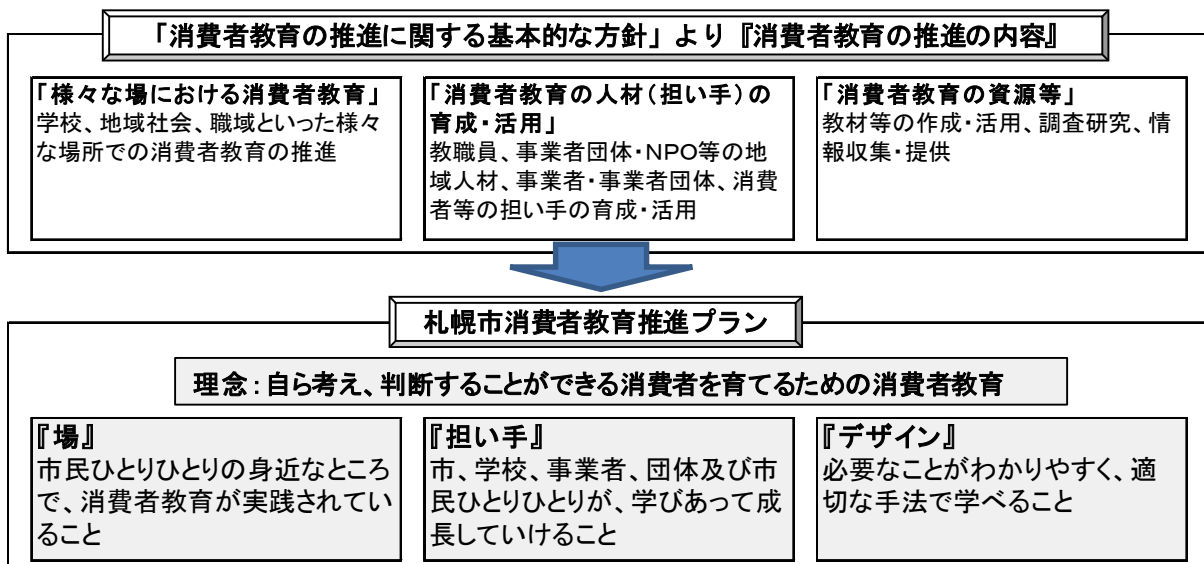 「消費者教育の推進に関する基本的な方針」より『消費者教育の推進の内容』
「様々な場における消費者教育」
学校、地域社会、職域といった様々
な場所での消費者教育の推進
「消費者教育の人材(担い手)の
育成・活用」
教職員、事業者団体・NPO等の地
域人材、事業者・事業者団体、消費
者等の担い手の育成・活用
「消費者教育の資源等」
教材等の作成・活用、調査研究、情
報収集・提供
札幌市消費者教育推進プラン
理念:自ら考え、判断することができる消費者を育てるための消費者教育
『場』
市民ひとりひとりの身近なところ
で、消費者教育が実践されてい
ること
『担い手』
市、学校、事業者、団体及び市
民ひとりひとりが、学びあって成
長していけること
『デザイン』
必要なことがわかりやすく、適
切な手法で学べること